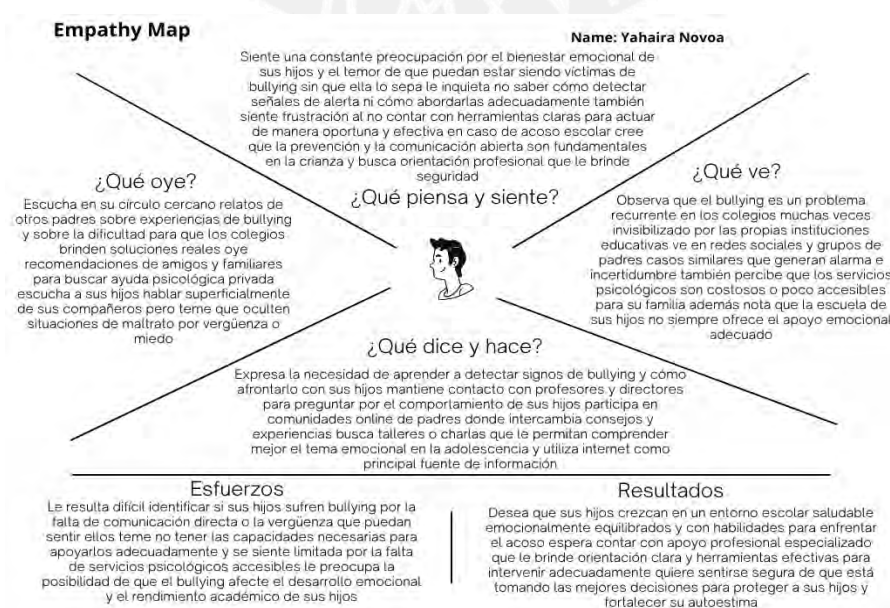 Empathy Map
Name: Yahaira Novoa
Siente una constante preocupación por el bienestar emocional de
sus hijos y el temor de que puedan estar siendo víctimas de
bullying sin que ella lo sepa le inquieta no saber cómo detectar
señales de alerta ni cómo abordarlas adecuadamente también
siente frustración al no contar con herramientas claras para actuar
de manera oportuna y efectiva en caso de acoso escolar cree
que la prevención y la comunicación abierta son fundamentales
en la crianza y busca orientación profesional que le brinde
seguridad
¿Qué piensa y siente?
¿Qué oye?
Escucha en su círculo cercano relatos de
otros padres sobre experiencias de bullying
y sobre la dificultad para que los colegios
brinden soluciones reales oye
recomendaciones de amigos y familiares
para buscar ayuda psicológica privada
escucha a sus hijos hablar superficialmente
de sus compañeros pero teme que oculten
situaciones de maltrato por vergüenza o
miedo
¿Qué ve?
Observa que el bullying es un problema
recurrente en los colegios muchas veces
invisibilizado por las propias instituciones
educativas ve en redes sociales y grupos de
padres casos similares que generan alarma e
incertidumbre también percibe que los servicios
psicológicos son costosos o poco accesibles
para su familia además nota que la escuela de
sus hijos no siempre ofrece el apoyo emocional
adecuado
¿Qué dice y hace?
Expresa la necesidad de aprender a detectar signos de bullying y cómo
afrontarlo con sus hijos mantiene contacto con profesores y directores
para preguntar por el comportamiento de sus hijos participa en
comunidades online de padres donde intercambia consejos y
experiencias busca talleres o charlas que le permitan comprender
mejor el tema emocional en la adolescencia y utiliza internet como
principal fuente de información
Esfuerzos
Le resulta difícil identificar si sus hijos sufren bullying por la
falta de comunicación directa o la vergüenza que puedan
sentir ellos teme no tener las capacidades necesarias para
apoyarlos adecuadamente y se siente limitada por la falta
de servicios psicológicos accesibles le preocupa la
posibilidad de que el bullying afecte el desarrollo emocional
y el rendimiento académico de sus hijos
Resultados
Desea que sus hijos crezcan en un entorno escolar saludable
emocionalmente equilibrados y con habilidades para enfrentar
el acoso espera contar con apoyo profesional especializado
que le brinde orientación clara y herramientas efectivas para
intervenir adecuadamente quiere sentirse segura de que está
tomando las mejores decisiones para proteger a sus hijos y
fortalecer su autoestima